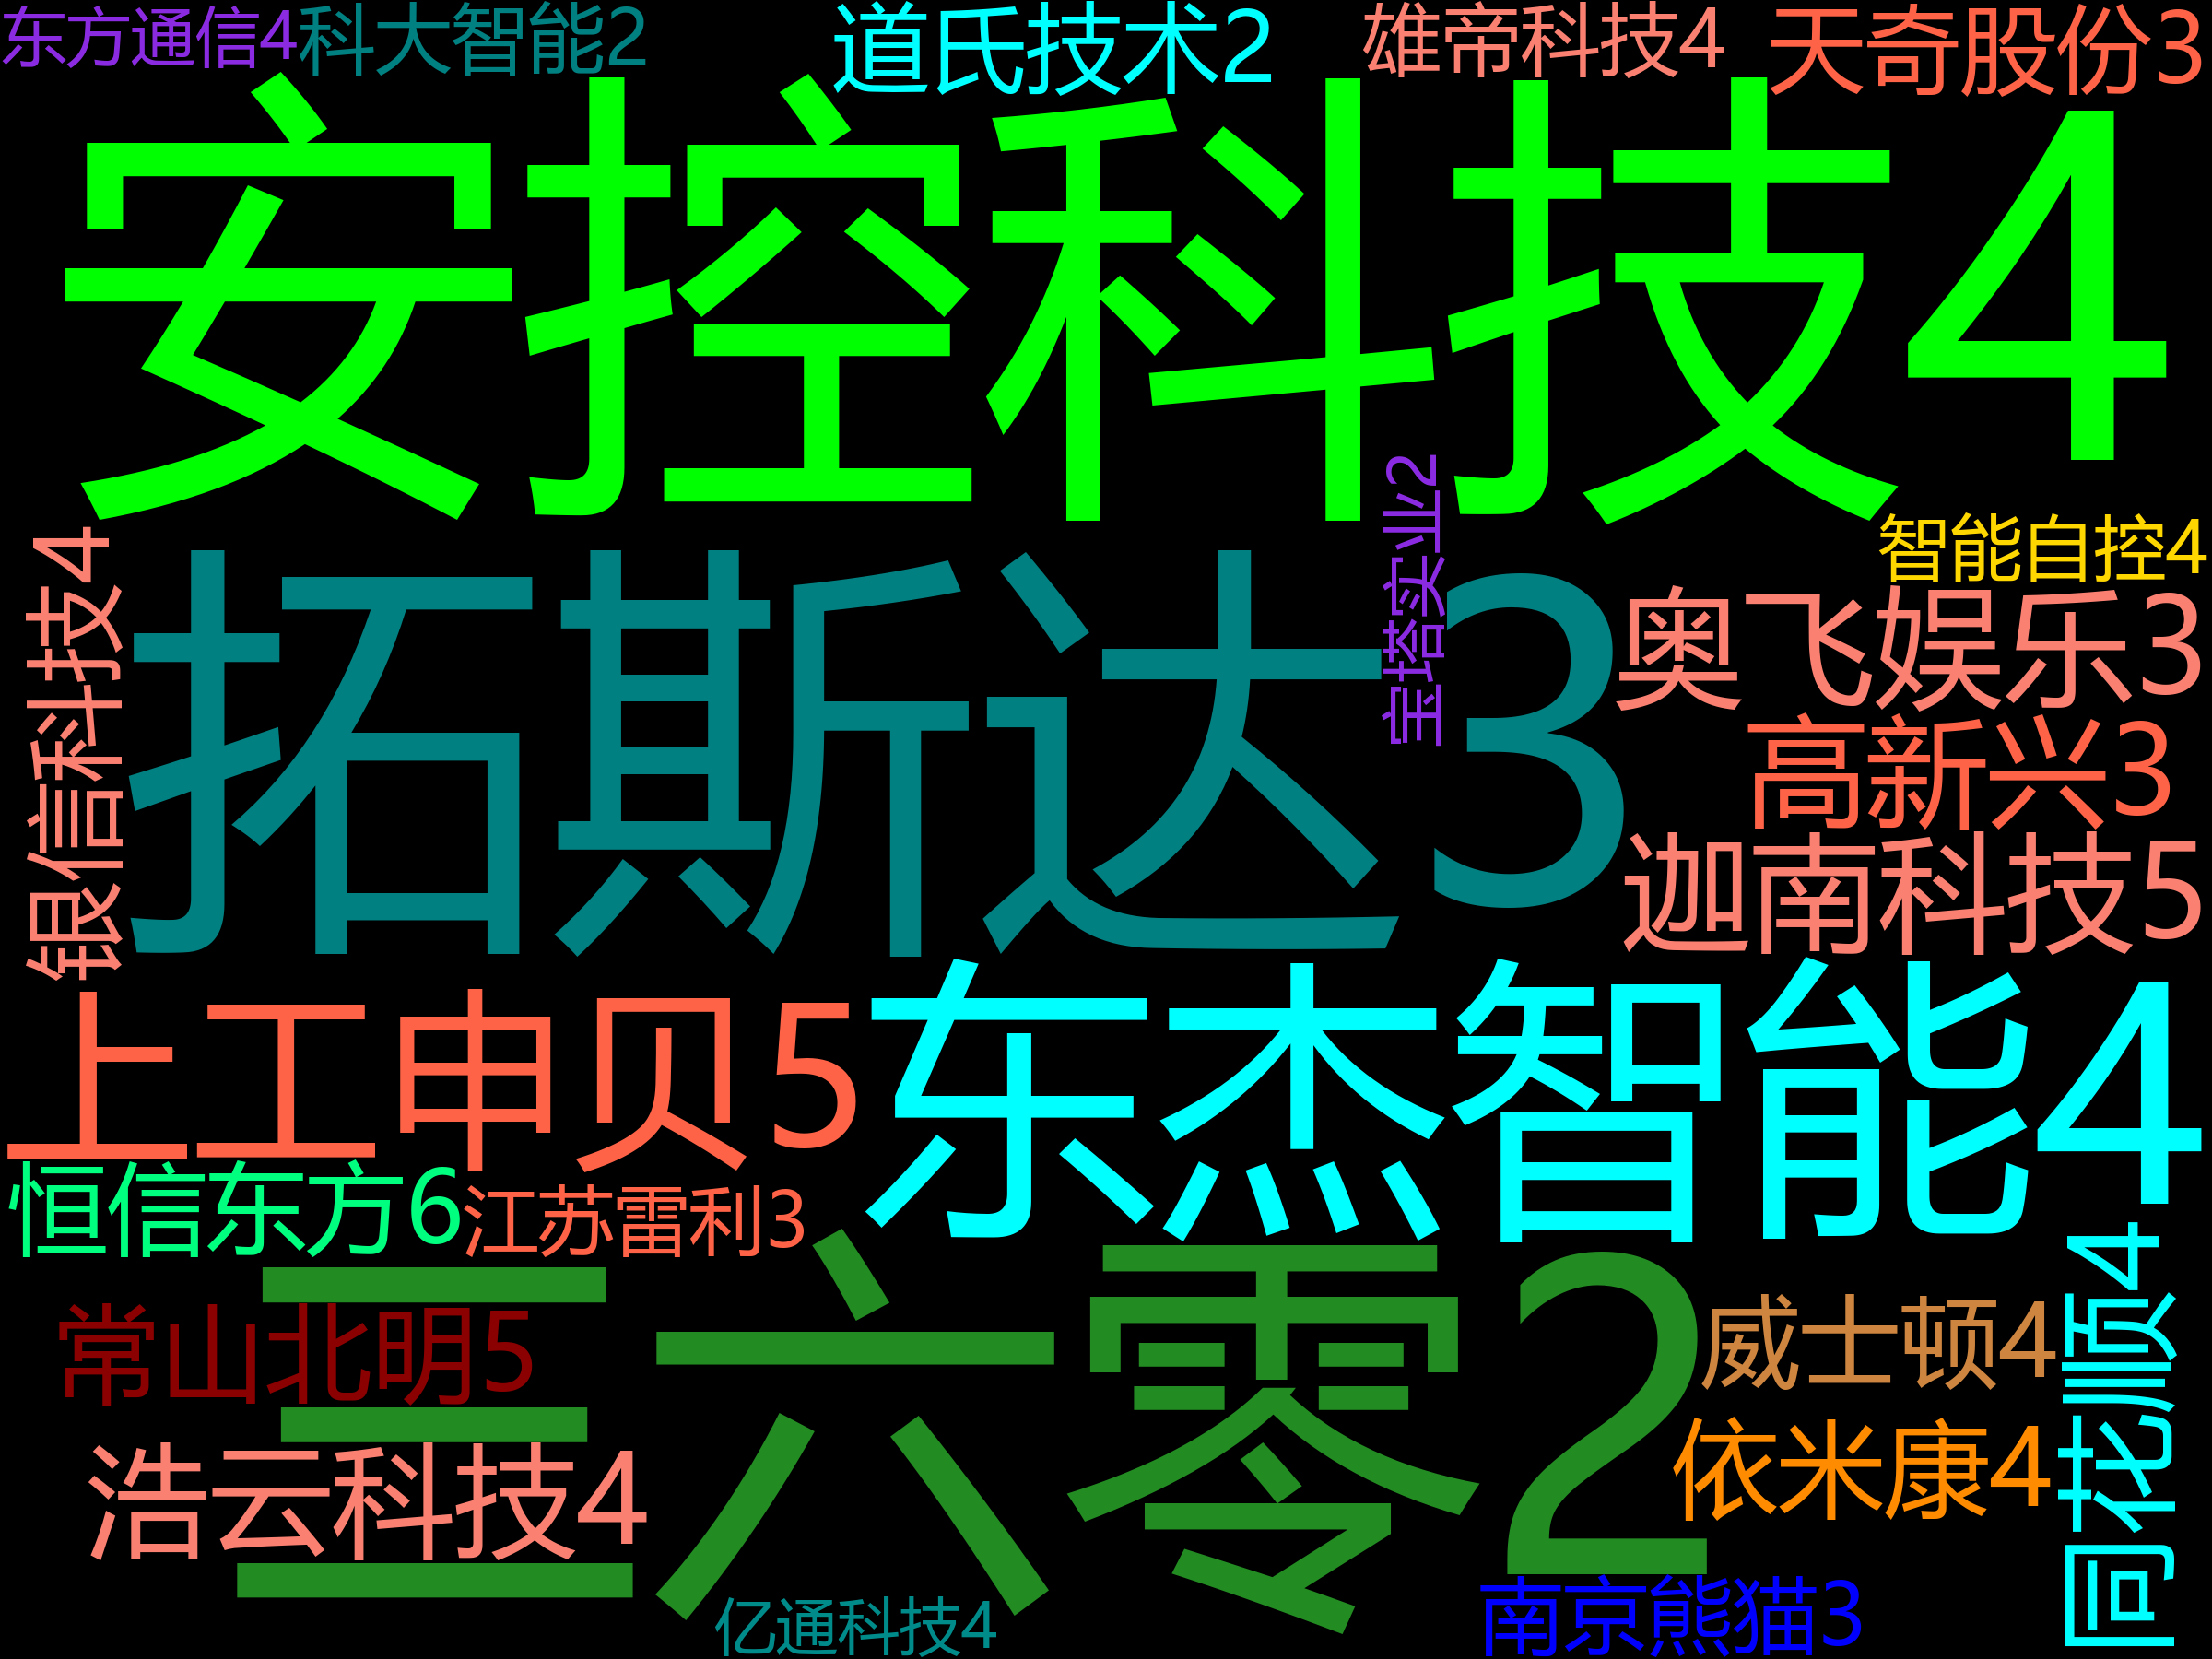 东方通信4
科大智能2
道氏技术2
唯帝科技4
天奇股份3
安控科技4
智能自控4
宝塔实业2
银信科技4
拓斯达3
奥飞娱乐3
高新兴3
迦南科技5
上工申贝5
东杰智能4
恒信东方6
江苏雷利3
三六零2
常山北明5
浩云科技4
威士顿4
依米康4
阿花顺4
南京熊猫3
亿通科技4